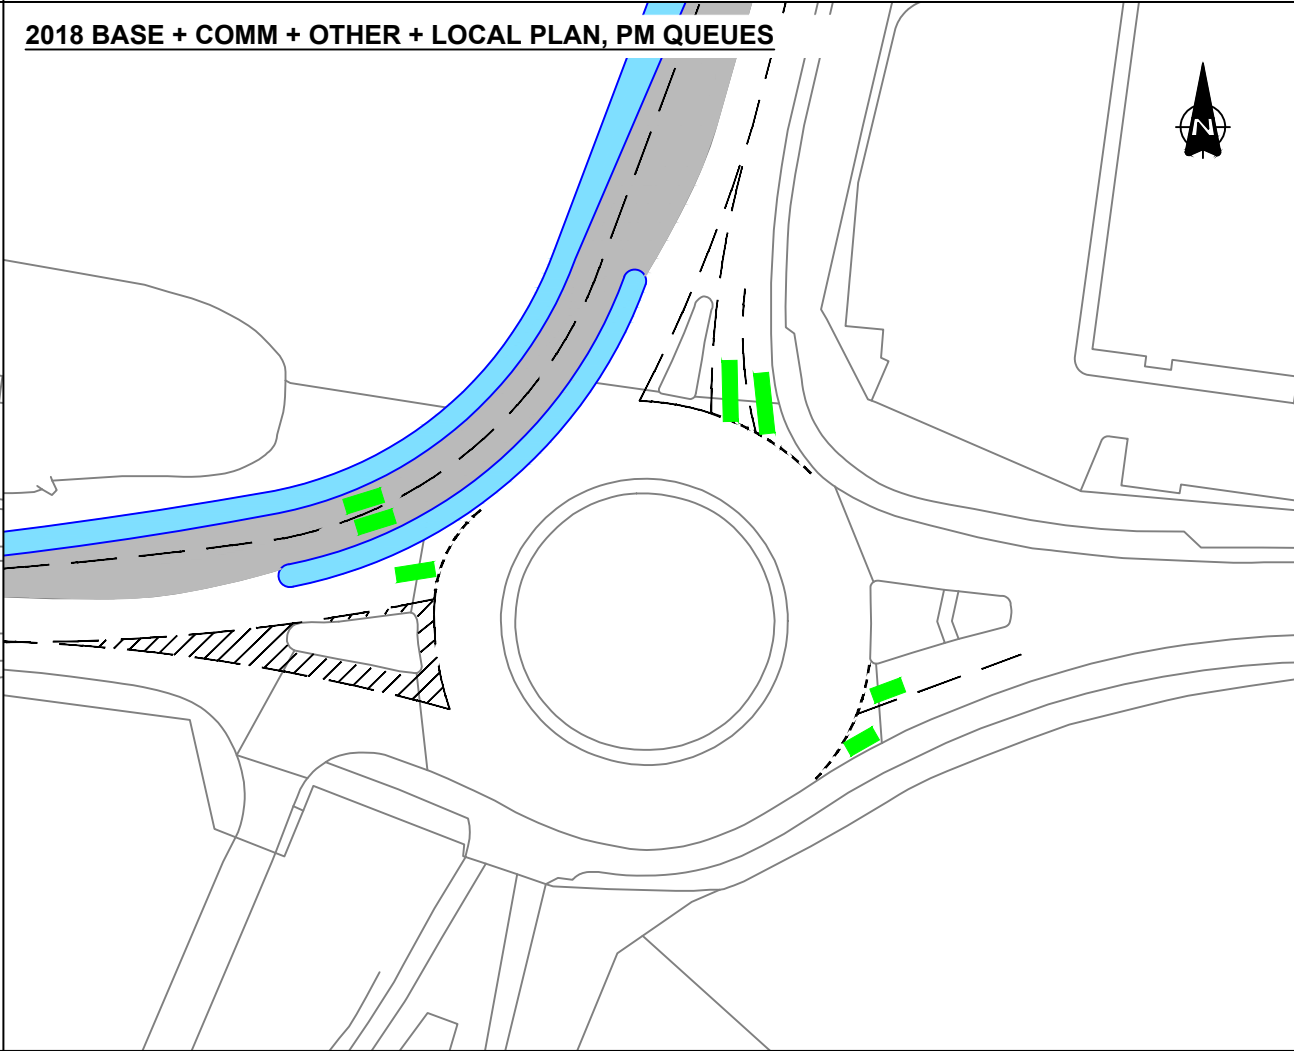 2018 BASE + COMM + OTHER + LOCAL PLAN, PM QUEUES
N